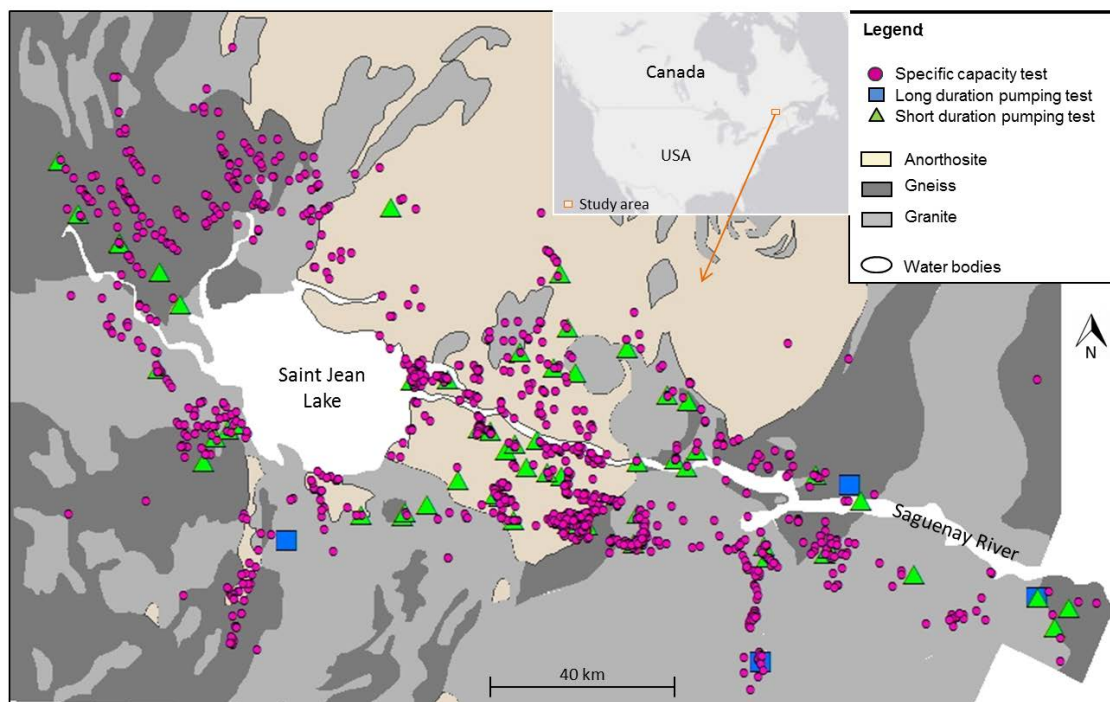 Canada
USA
Study area
Legend
Specific capacity test
Long duration pumping test
Short duration pumping test
Anorthosite
Gneiss
Granite
Water bodies
N
Saint Jean
Lake
Saguenay River
40 km